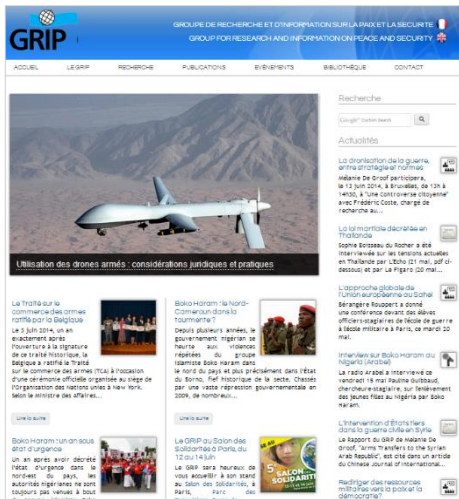 GRIP
GROUPE DE RECHERCHE ET D'INFORMATION SUR LA PAIX ET LA SECURITE
GROUP FOR RESEARCH AND INFORMATION ON PEACE AND SECURITY
ACCUEIL LE GRIP RECHERCHE PUBLICATIONS EVÉNEMENTS BIBLIOTHÈQUE CONTACT
Utilisation des drones armés : considérations juridiques et pratiques
Le Traité sur le
commerce des armes
ratifié par la Belgique
Le 3 juin 2014, un an
exactement après
l'ouverture à la signature
de ce traité historique, la
Belgique a ratifié le Traité
sur le commerce des armes (TCA) à l'occasion
d'une cérémonie officielle organisée au siège de
l'Organisation des Nations unies à New York.
Selon le Ministre des Affaires...
Lire la suite
Boko Haram : le Nord-
Cameroun dans la
tourmente ?
Depuis plusieurs années, le
gouvernement nigérian se
heurte aux violences
répétées du groupe
islamiste Boko Haram dans
le nord du pays et plus précisément dans l'État
du Borno, fief historique de la secte. Chassés
par une vaste répression gouvernementale en
2009, de nombreux...
Lire la suite
Boko Haram : un an sous
état d'urgence
Un an après avoir décrété
l'état d'urgence dans le
nord-est du pays, les
autorités nigérianes ne sont
toujours pas venues à bout
Le GRIP au Salon des
Solidarités à Paris, du
12 au 14 juin
Le GRIP sera heureux de
vous accueillir à son stand
au Salon des Solidarités, à
Paris, Parc des
5e SALON
SOLIDARITÉS
Recherche
Actualités
La dronisation de la guerre,
entre stratégie et normes
Mélanie De Groof participera,
le 13 juin 2014, à Bruxelles, de 12h à
14h30, à "Une Controverse citoyenne"
avec Frédéric Coste, chargé de
recherche au...
La loi martiale décrétée en
Thaïlande
Sophie Boisseau du Rocher a été
interviewée sur les tensions actuelles
en Thaïlande par L'Echo (21 mai, pdf ci-
dessous) et par Le Figaro (20 mai...
L'approche globale de
l'Union européenne au Sahel
Bérangère Rouppert a donné
une conférence devant des élèves
officiers-stagiaires de l'école de guerre
à l'école militaire à Paris, ce mardi 20
mai.
Interview sur Boko Haram au
Nigeria (Arabel)
La radio Arabel a interviewé ce
vendredi 16 mai Pauline Guibbaud,
chercheure-stagiaire, sur l'enlèvement
des jeunes filles au Nigéria par Boko
Haram.
L'intervention d'États tiers
dans la guerre civile en Syrie
Le Rapport du GRIP de Mélanie De
Groof, "Arms Transfers to the Syrian
Arab Republic", est cité dans un article
du Chinese Journal of International...
Rediriger des ressources
militaires vers la paix et la
démocratie?